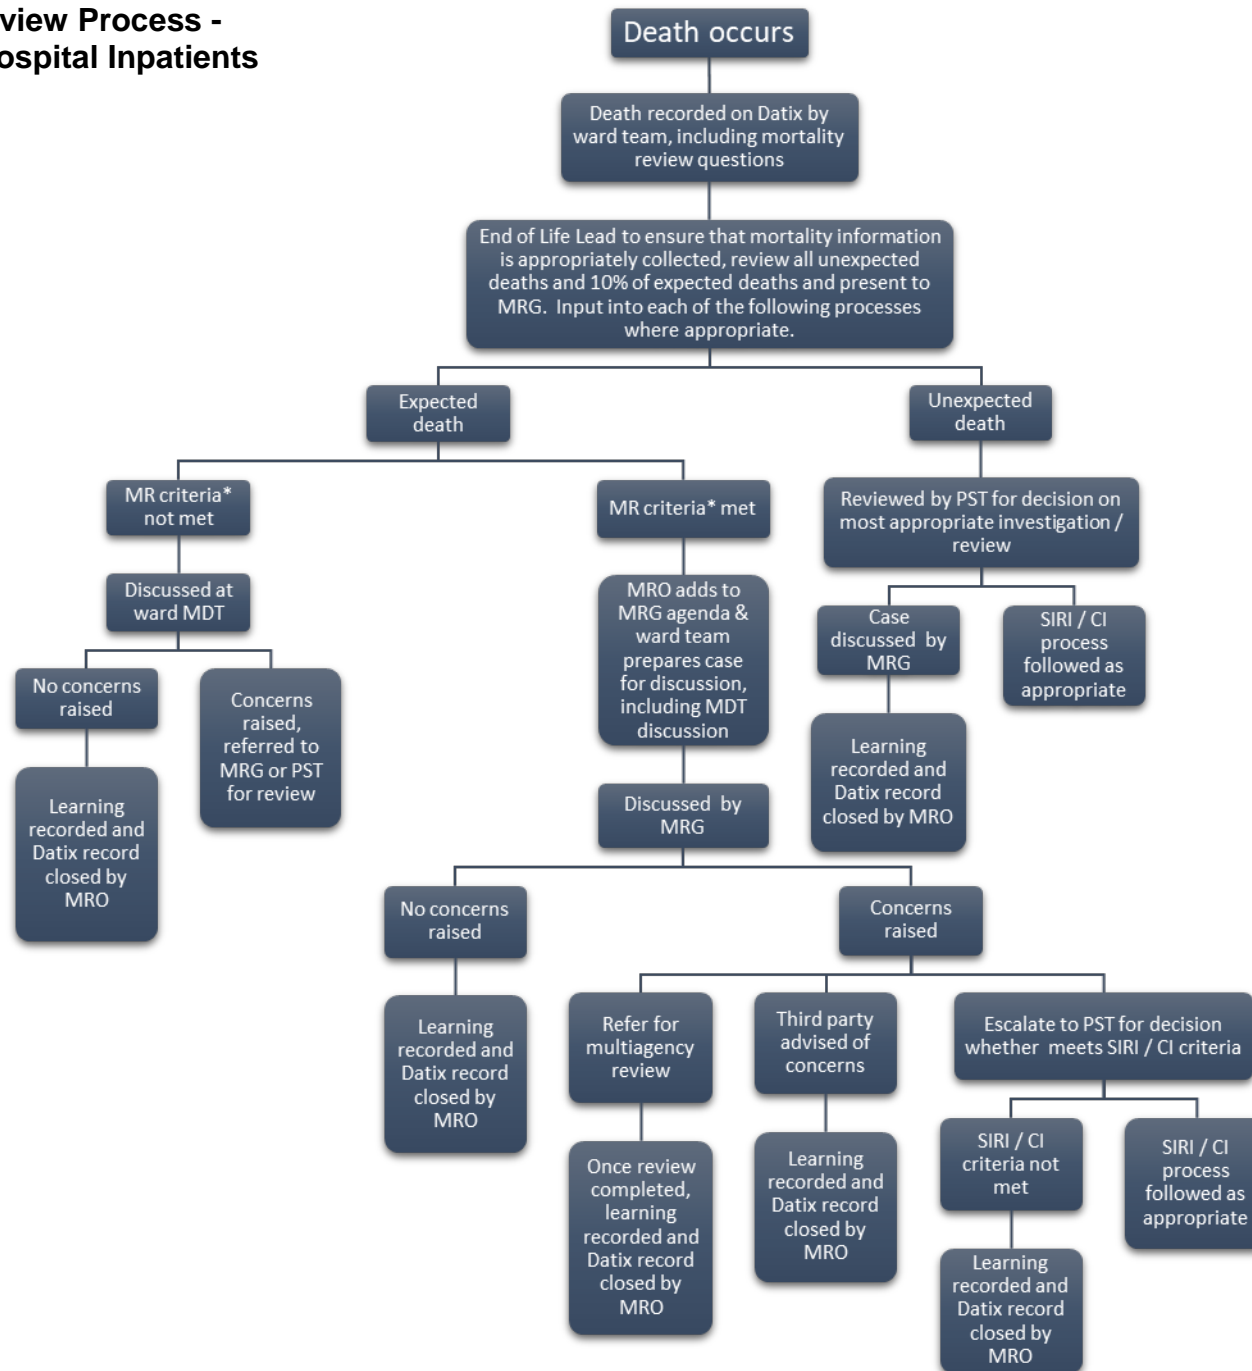 view Process -
ospital Inpatients
Death occurs
Death recorded on Datix by
ward team, including mortality
review questions
End of Life Lead to ensure that mortality information
is appropriately collected, review all unexpected
deaths and 10% of expected deaths and present to
MRG. Input into each of the following processes
where appropriate.
Expected
death
Unexpected
death
MR criteria*
not met
MR criteria* met
Reviewed by PST for decision on
most appropriate investigation /
review
Discussed at
ward MDT
MRO adds to
MRG agenda &
ward team
prepares case
for discussion,
including MDT
discussion
Case
discussed by
MRG
SIRI / CI
process
followed as
appropriate
No concerns
raised
Concerns
raised,
referred to
MRG or PST
for review
Learning
recorded and
Datix record
closed by MRO
Learning
recorded and
Datix record
closed by
MRO
Discussed by
MRG
No concerns
raised
Concerns
raised
Learning
recorded and
Datix record
closed by
MRO
Refer for
multiagency
review
Third party
advised of
concerns
Escalate to PST for decision
whether meets SIRI / CI criteria
Once review
completed,
learning
recorded and
Datix record
closed by
MRO
Learning
recorded and
Datix record
closed by
MRO
SIRI / CI
criteria not
met
SIRI / CI
process
followed as
appropriate
Learning
recorded and
Datix record
closed by
MRO